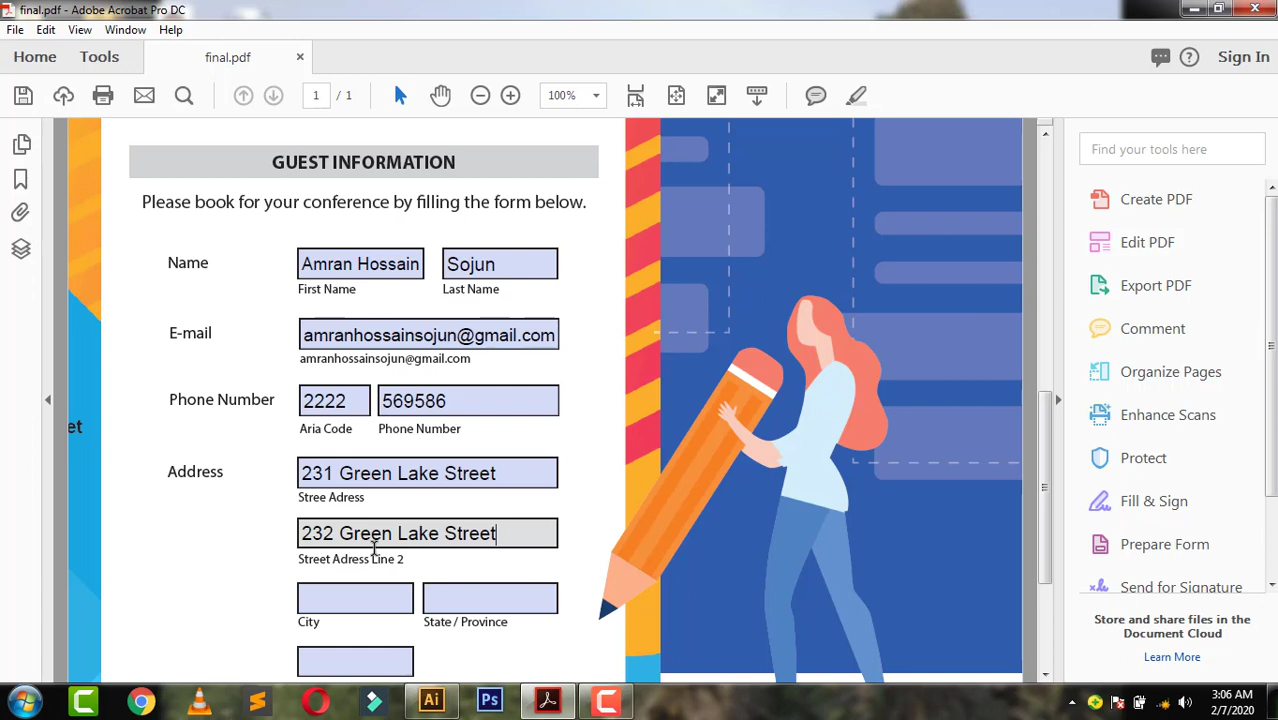 final.pdf - Adobe Acrobat Pro DC
File Edit View Window Help
Home Tools final.pdf × Sign In
1 / 1 100%
Find your tools here
GUEST INFORMATION
Please book for your conference by filling the form below.
Name Amran Hossain Sojun
First Name Last Name
E-mail amranhossainsojun@gmail.com
amranhossainsojun@gmail.com
Phone Number 2222 569586
Aria Code Phone Number
et
Address 231 Green Lake Street
Stree Adress
232 Green Lake Street
Street Adress Line 2
City State / Province
Create PDF
Edit PDF
Export PDF
Comment
Organize Pages
Enhance Scans
Protect
Fill & Sign
Prepare Form
Send for Signature
Store and share files in the
Document Cloud
Learn More
Ai Ps
3:06 AM
2/7/2020